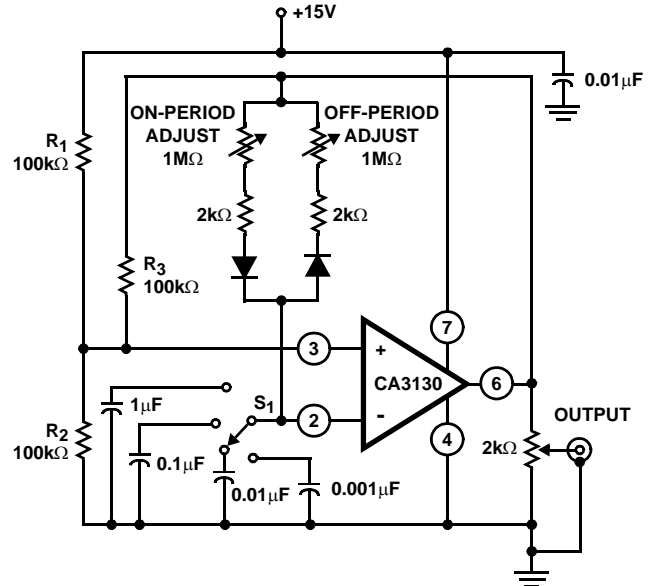 +15V
0.01μF
ON-PERIOD
ADJUST
1MΩ
OFF-PERIOD
ADJUST
1MΩ
R1
100kΩ
2kΩ
2kΩ
R3
100kΩ
7
3
+
CA3130
6
S1
2
-
4
OUTPUT
1μF
R2
100kΩ
0.1μF
0.01μF
0.001μF
2kΩ